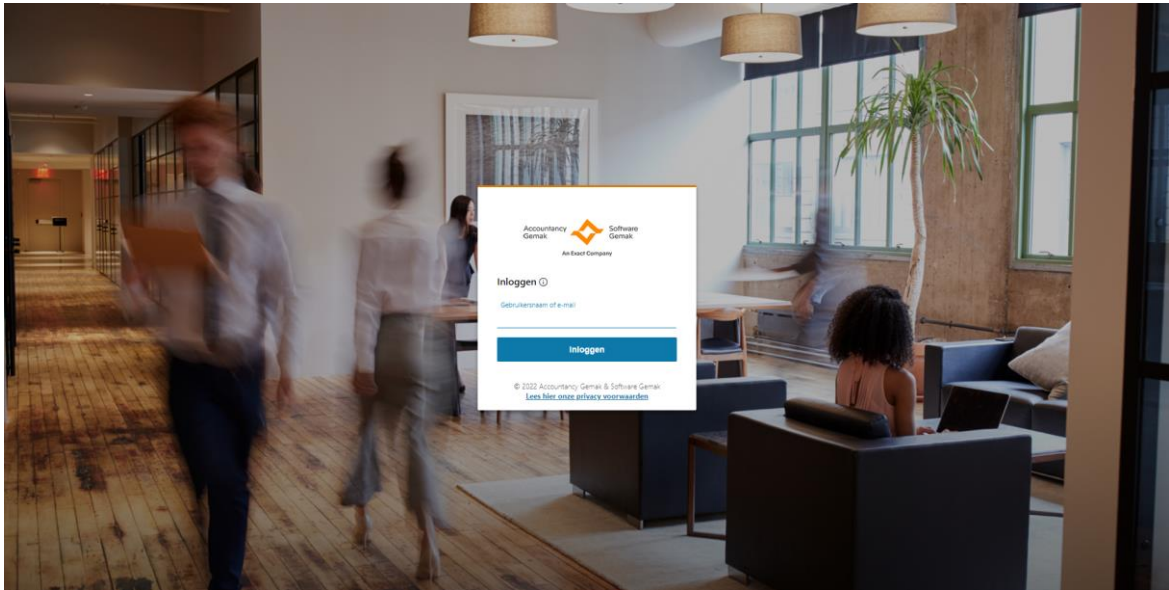 Accountancy Gemak
Software Gemak
An Exact Company
Inloggen
Gebruikersnaam of e-mail
Inloggen
© 2022 Accountancy Gemak & Software Gemak
Lees hier onze privacy voorwaarden